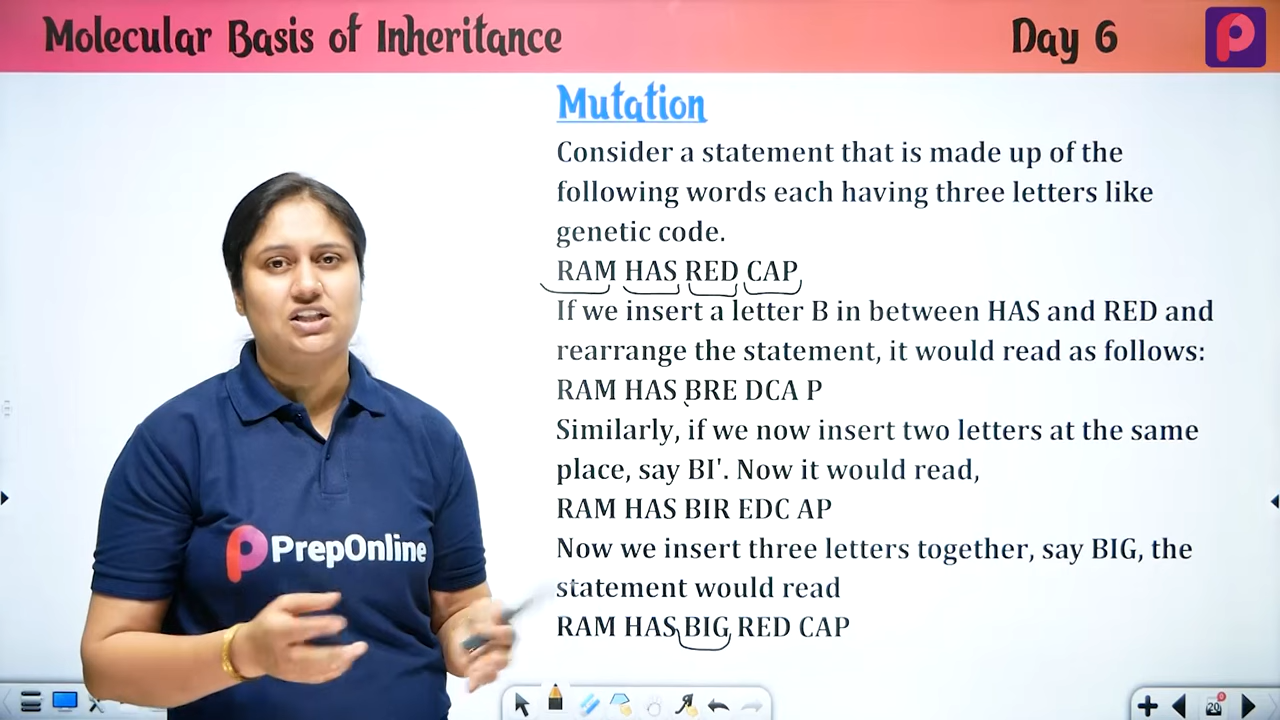 Molecular Basis of Inheritance Day 6
Mutation
Consider a statement that is made up of the
following words each having three letters like
genetic code.
RAM HAS RED CAP
If we insert a letter B in between HAS and RED and
rearrange the statement, it would read as follows:
RAM HAS BRE DCA P
Similarly, if we now insert two letters at the same
place, say BI'. Now it would read,
RAM HAS BIR EDC AP
Now we insert three letters together, say BIG, the
statement would read
RAM HAS BIG RED CAP
PrepOnline
20